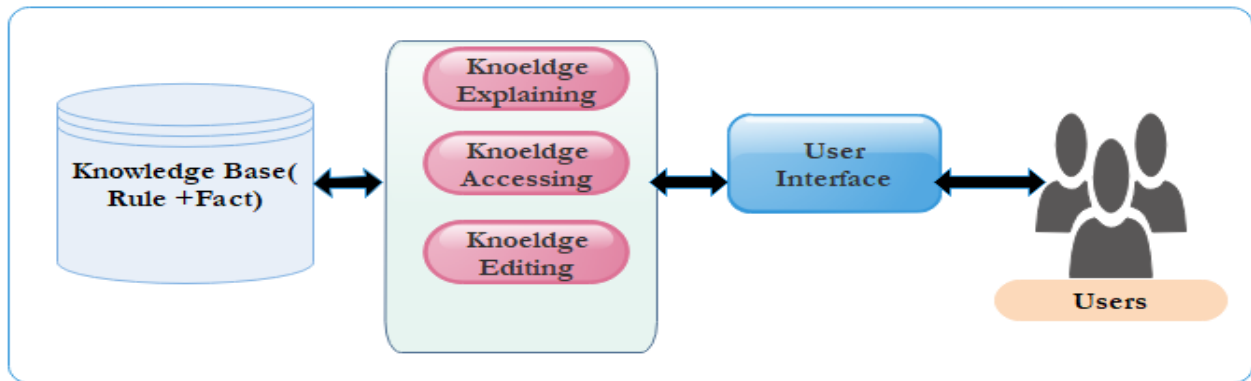 Knowledge Base(
Rule +Fact)
Knoeldge
Explaining
Knoeldge
Accessing
Knoeldge
Editing
User
Interface
Users